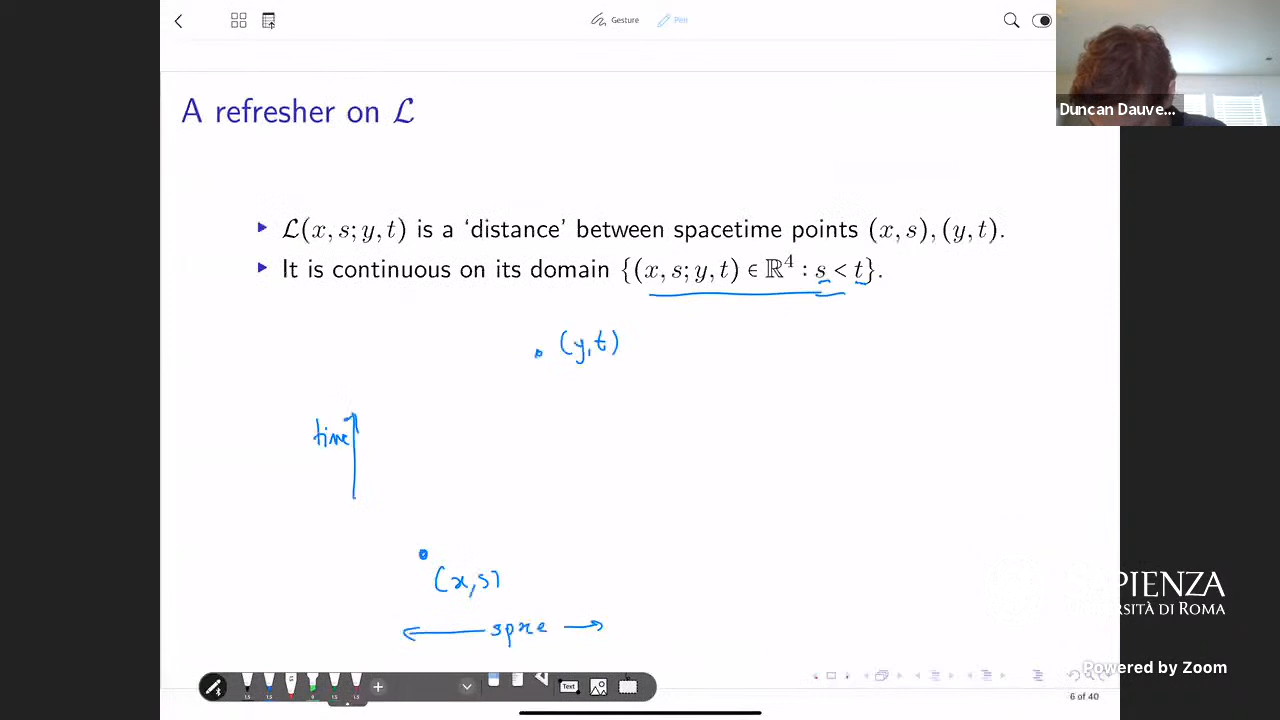 Gesture
Pen
Duncan Dauve...
A refresher on ℒ
▶ ℒ(x, s; y, t) is a ‘distance’ between spacetime points (x, s), (y, t).
▶ It is continuous on its domain {(x, s; y, t) ∈ ℝ⁴ : s < t}.
(y,t)
time
(x,s)
space
SAPIENZA
UNIVERSITÀ DI ROMA
Powered by Zoom
Text
6 of 40